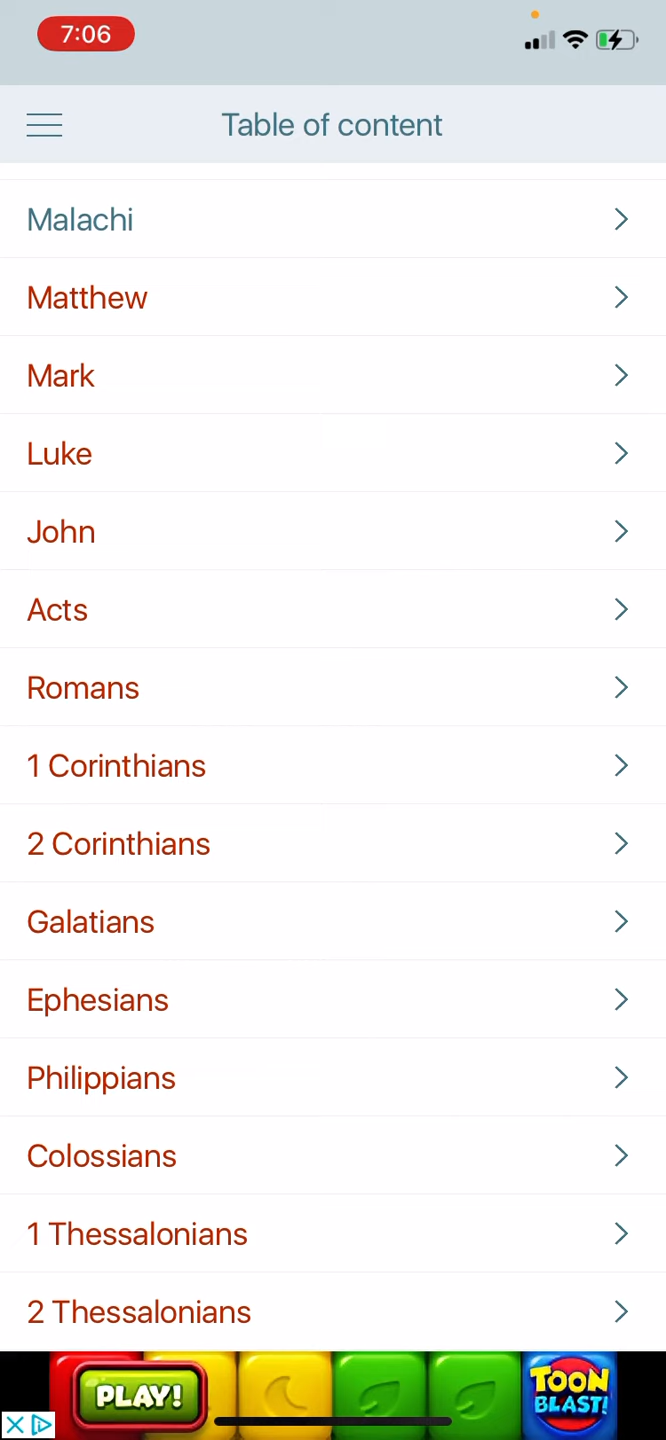 7:06
Table of content
Malachi
Matthew
Mark
Luke
John
Acts
Romans
1 Corinthians
2 Corinthians
Galatians
Ephesians
Philippians
Colossians
1 Thessalonians
2 Thessalonians
PLAY!
TOON
BLAST!